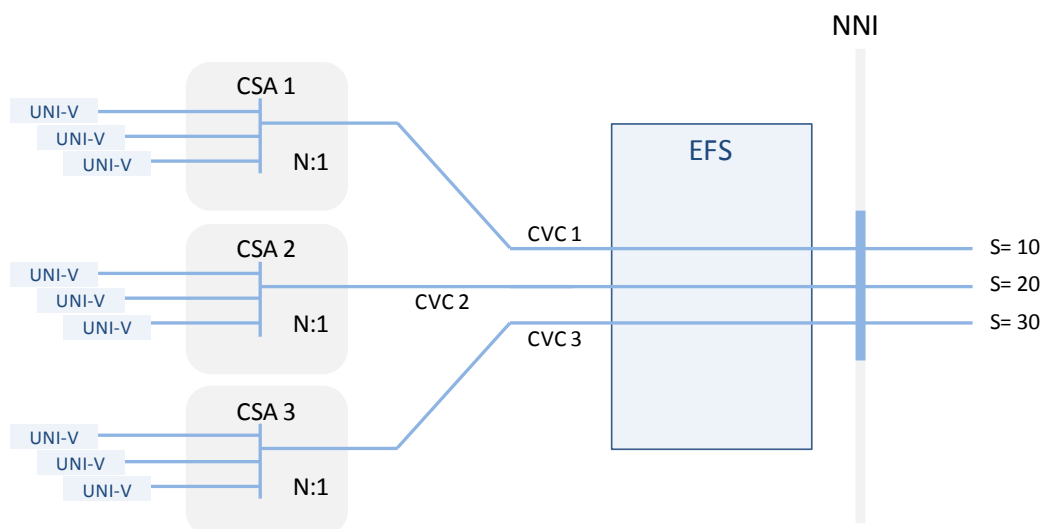 NNI
CSA 1
UNI-V
UNI-V
UNI-V
N:1
EFS
CVC 1
S= 10
CSA 2
UNI-V
UNI-V
UNI-V
N:1
CVC 2
S= 20
CVC 3
S= 30
CSA 3
UNI-V
UNI-V
UNI-V
N:1